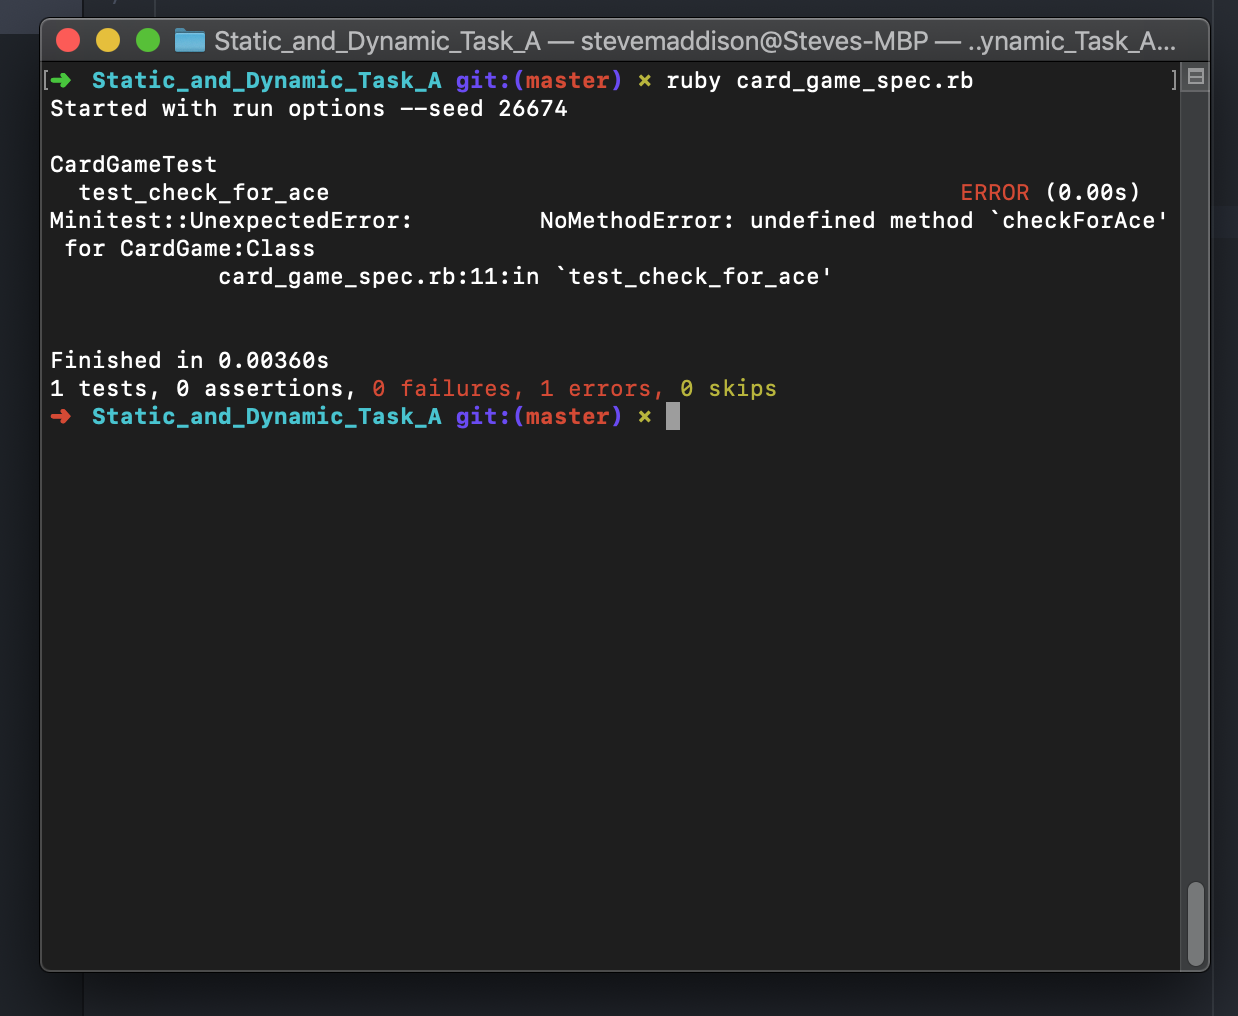 Static_and_Dynamic_Task_A — stevemaddison@Steves-MBP — ..ynamic_Task_A...
[➜  Static_and_Dynamic_Task_A git:(master) × ruby card_game_spec.rb ]
Started with run options --seed 26674
CardGameTest
  test_check_for_ace ERROR (0.00s)
Minitest::UnexpectedError:         NoMethodError: undefined method `checkForAce'
 for CardGame:Class
            card_game_spec.rb:11:in `test_check_for_ace'
Finished in 0.00360s
1 tests, 0 assertions, 0 failures, 1 errors, 0 skips
➜  Static_and_Dynamic_Task_A git:(master) ×